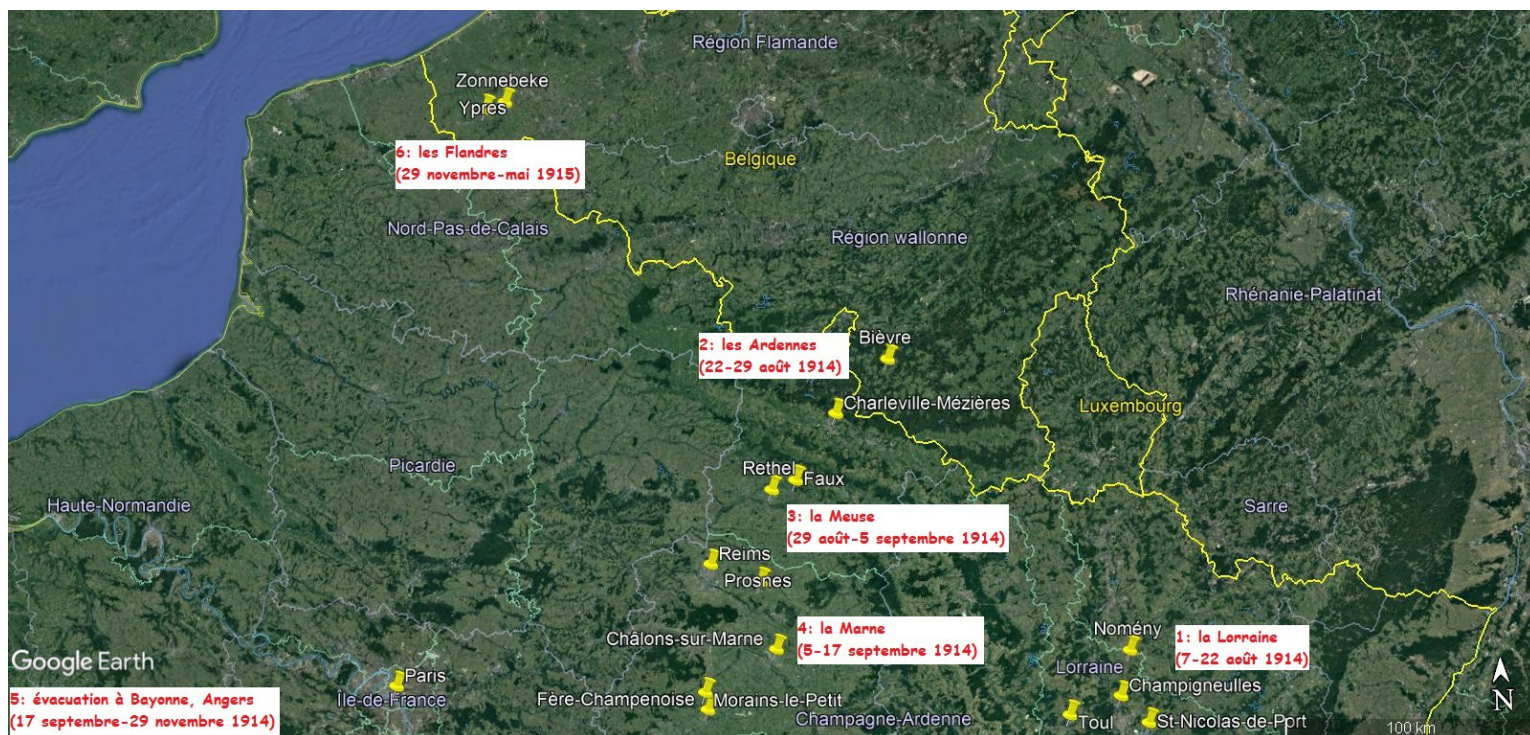 Région Flamande
Zonnebeke
Ypres
6: les Flandres
(29 novembre-mai 1915)
Belgique
Nord-Pas-de-Calais
Région wallonne
Rhénanie-Palatinat
2: les Ardennes
(22-29 août 1914)
Bièvre
Charleville-Mézières
Luxembourg
Picardie
Rethel
Faux
Haute-Normandie
Sarre
3: la Meuse
(29 août-5 septembre 1914)
Reims
Prosnes
4: la Marne
(5-17 septembre 1914)
Châlons-sur-Marne
Nomény
1: la Lorraine
(7-22 août 1914)
Lorraine
Google Earth
Paris
Île-de-France
5: évacuation à Bayonne, Angers
(17 septembre-29 novembre 1914)
Fère-Champenoise
Morains-le-Petit
Champigneulles
Champagne-Ardenne
Toul
St-Nicolas-de-Port
N
100 km